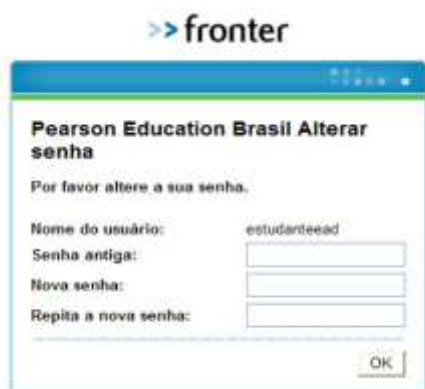 >> fronter
Pearson Education Brasil Alterar
senha
Por favor altere a sua senha.
Nome do usuário: estudanteead
Senha antiga:
Nova senha:
Repita a nova senha:
OK